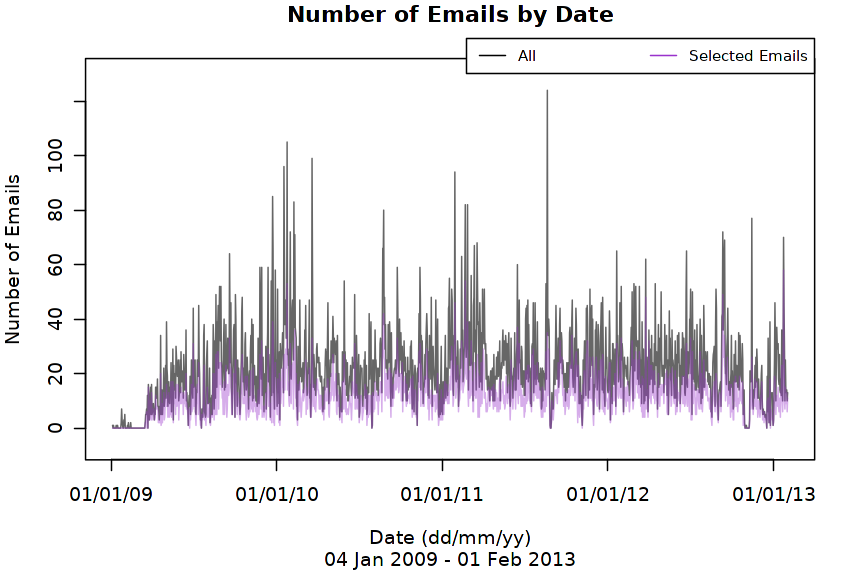 Number of Emails by Date
All
Selected Emails
Number of Emails
0
20
40
60
80
100
01/01/09
01/01/10
01/01/11
01/01/12
01/01/13
Date (dd/mm/yy)
04 Jan 2009 - 01 Feb 2013